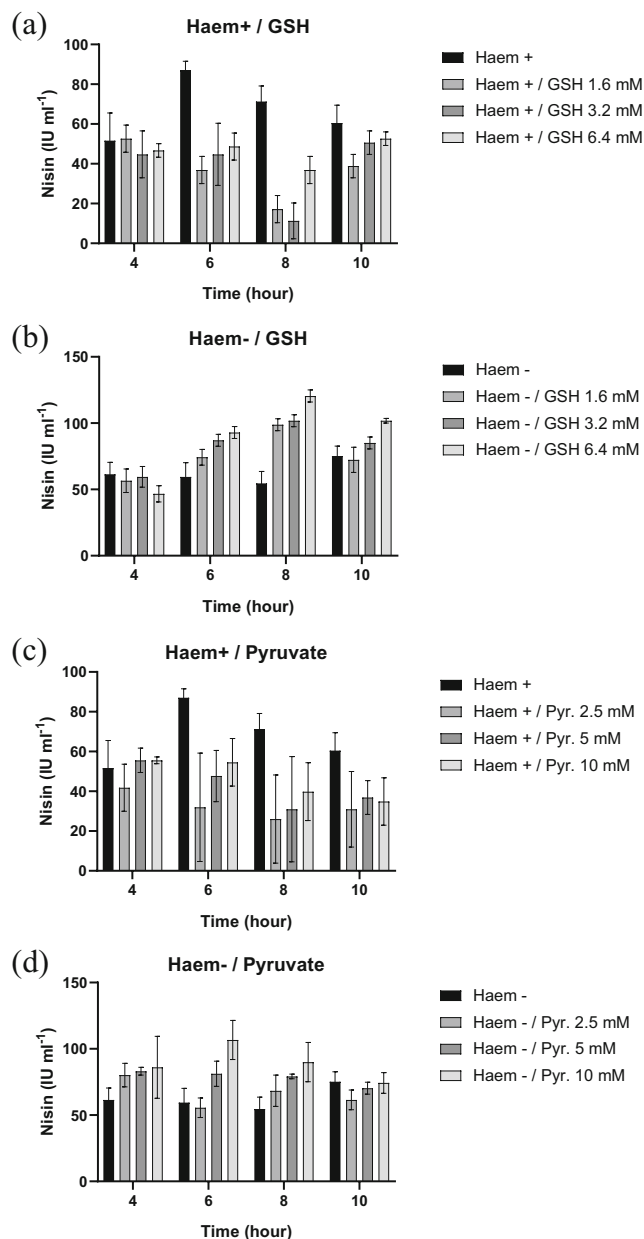 (a)
Haem+ / GSH
Nisin (IU ml⁻¹)
100
80
60
40
20
0
4 6 8 10
Time (hour)
Haem +
Haem + / GSH 1.6 mM
Haem + / GSH 3.2 mM
Haem + / GSH 6.4 mM
(b)
Haem- / GSH
Nisin (IU ml⁻¹)
150
100
50
0
4 6 8 10
Time (hour)
Haem -
Haem - / GSH 1.6 mM
Haem - / GSH 3.2 mM
Haem - / GSH 6.4 mM
(c)
Haem+ / Pyruvate
Nisin (IU ml⁻¹)
100
80
60
40
20
0
4 6 8 10
Time (hour)
Haem +
Haem + / Pyr. 2.5 mM
Haem + / Pyr. 5 mM
Haem + / Pyr. 10 mM
(d)
Haem- / Pyruvate
Nisin (IU ml⁻¹)
150
100
50
0
4 6 8 10
Time (hour)
Haem -
Haem - / Pyr. 2.5 mM
Haem - / Pyr. 5 mM
Haem - / Pyr. 10 mM